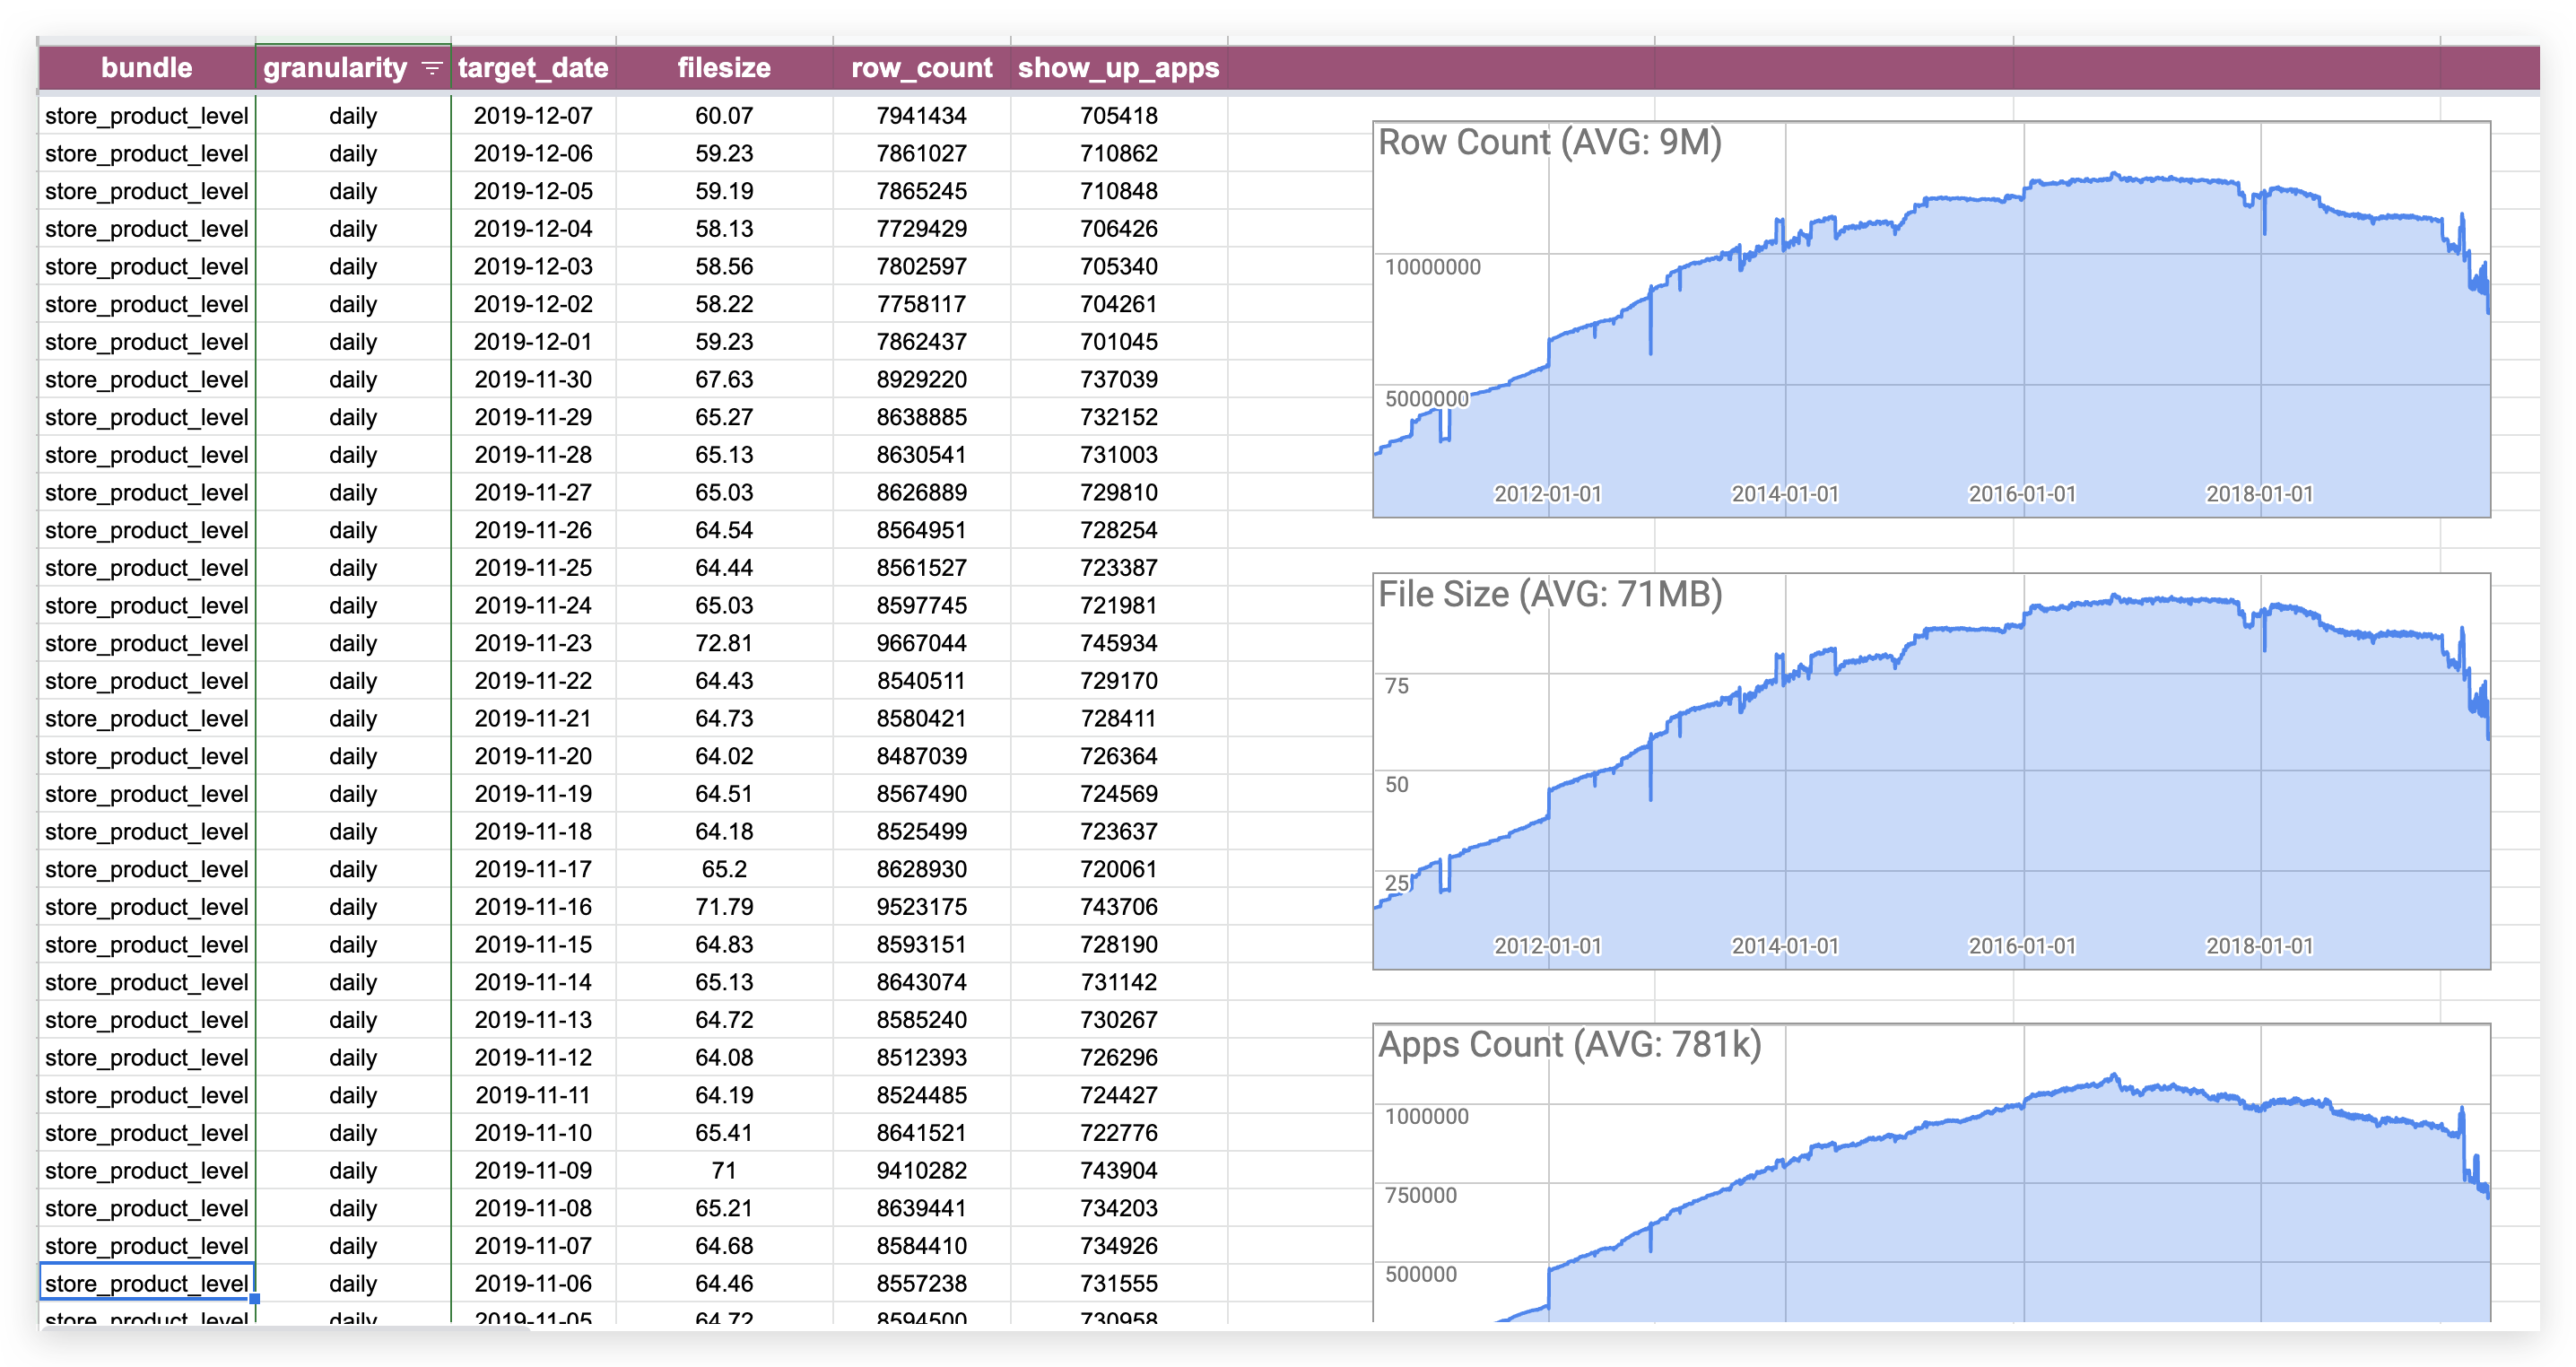 bundle granularity target_date filesize row_count show_up_apps
store_product_level daily 2019-12-07 60.07 7941434 705418
store_product_level daily 2019-12-06 59.23 7861027 710862
store_product_level daily 2019-12-05 59.19 7865245 710848
store_product_level daily 2019-12-04 58.13 7729429 706426
store_product_level daily 2019-12-03 58.56 7802597 705340
store_product_level daily 2019-12-02 58.22 7758117 704261
store_product_level daily 2019-12-01 59.23 7862437 701045
store_product_level daily 2019-11-30 67.63 8929220 737039
store_product_level daily 2019-11-29 65.27 8638885 732152
store_product_level daily 2019-11-28 65.13 8630541 731003
store_product_level daily 2019-11-27 65.03 8626889 729810
store_product_level daily 2019-11-26 64.54 8564951 728254
store_product_level daily 2019-11-25 64.44 8561527 723387
store_product_level daily 2019-11-24 65.03 8597745 721981
store_product_level daily 2019-11-23 72.81 9667044 745934
store_product_level daily 2019-11-22 64.43 8540511 729170
store_product_level daily 2019-11-21 64.73 8580421 728411
store_product_level daily 2019-11-20 64.02 8487039 726364
store_product_level daily 2019-11-19 64.51 8567490 724569
store_product_level daily 2019-11-18 64.18 8525499 723637
store_product_level daily 2019-11-17 65.2 8628930 720061
store_product_level daily 2019-11-16 71.79 9523175 743706
store_product_level daily 2019-11-15 64.83 8593151 728190
store_product_level daily 2019-11-14 65.13 8643074 731142
store_product_level daily 2019-11-13 64.72 8585240 730267
store_product_level daily 2019-11-12 64.08 8512393 726296
store_product_level daily 2019-11-11 64.19 8524485 724427
store_product_level daily 2019-11-10 65.41 8641521 722776
store_product_level daily 2019-11-09 71 9410282 743904
store_product_level daily 2019-11-08 65.21 8639441 734203
store_product_level daily 2019-11-07 64.68 8584410 734926
store_product_level daily 2019-11-06 64.46 8557238 731555
store_product_level daily 2019-11-05 64.72 8594500 730958
Row Count (AVG: 9M)
10000000
5000000
2012-01-01 2014-01-01 2016-01-01 2018-01-01
File Size (AVG: 71MB)
75
50
25
2012-01-01 2014-01-01 2016-01-01 2018-01-01
Apps Count (AVG: 781k)
1000000
750000
500000